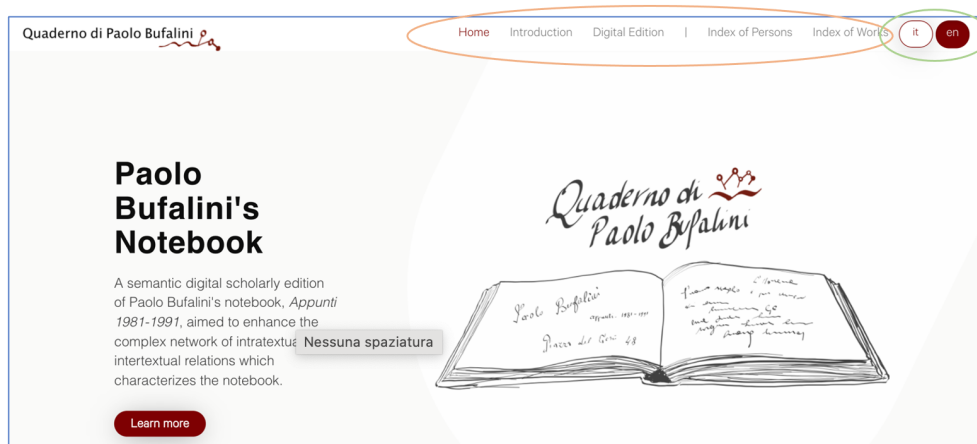 Quaderno di Paolo Bufalini
Home Introduction Digital Edition | Index of Persons Index of Works it en
Paolo
Bufalini's
Notebook
A semantic digital scholarly edition
of Paolo Bufalini's notebook, Appunti
1981-1991, aimed to enhance the
complex network of intratextua
Nessuna spaziatura
intertextual relations which
characterizes the notebook.
Learn more
Quaderno di
Paolo Bufalini
Paolo Bufalini
Appunti 1981-1991
48